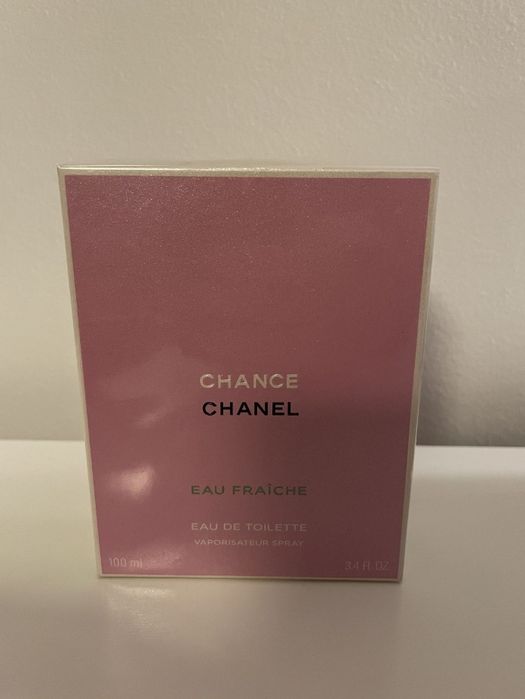 CHANCE
CHANEL
EAU FRAÎCHE
EAU DE TOILETTE
VAPORISATEUR SPRAY
100 ml 3.4 FL. OZ.